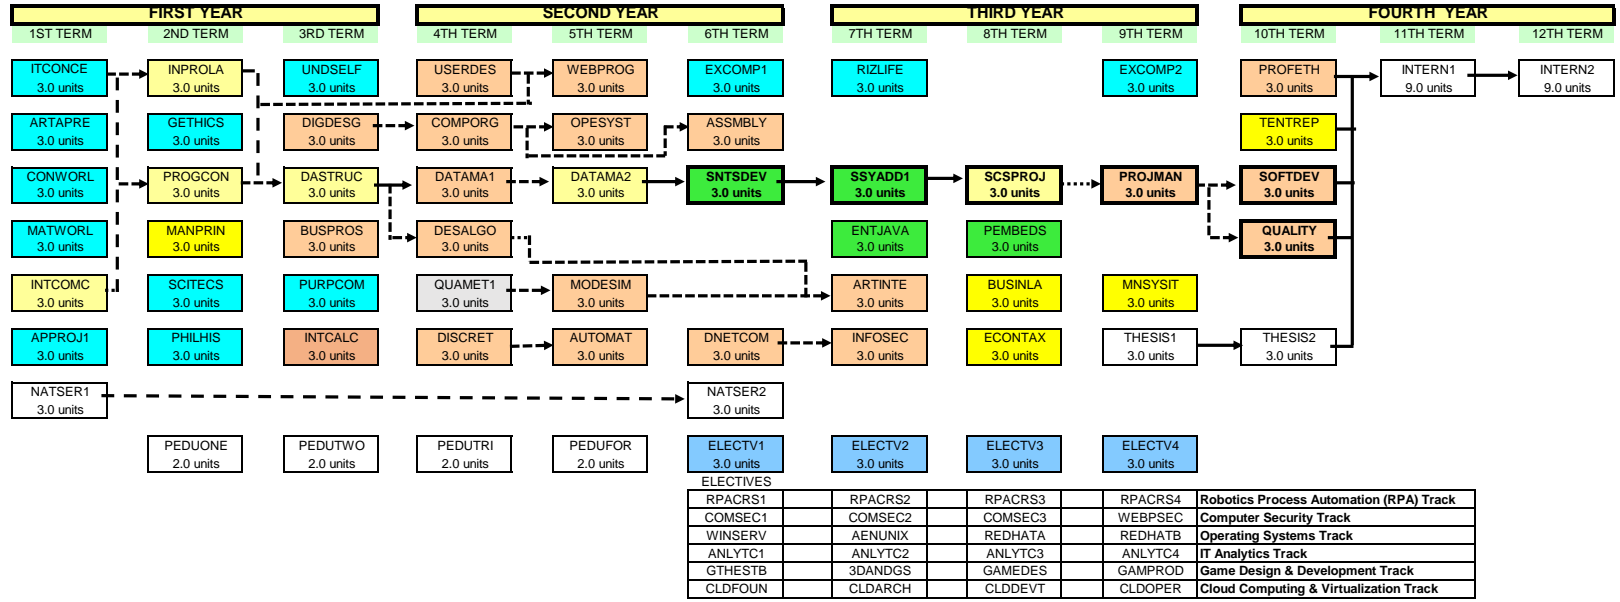 FIRST YEAR SECOND YEAR THIRD YEAR FOURTH YEAR
1ST TERM 2ND TERM 3RD TERM 4TH TERM 5TH TERM 6TH TERM 7TH TERM 8TH TERM 9TH TERM 10TH TERM 11TH TERM 12TH TERM
ITCONCE INPROLA UNDSELF USERDES WEBPROG EXCOMP1 RIZLIFE EXCOMP2 PROFETH INTERN1 INTERN2
3.0 units 3.0 units 3.0 units 3.0 units 3.0 units 3.0 units 3.0 units 3.0 units 3.0 units 9.0 units 9.0 units
ARTAPRE GETHICS DIGDESG COMPORG OPESYST ASSMBLY TENTREP
3.0 units 3.0 units 3.0 units 3.0 units 3.0 units 3.0 units 3.0 units
CONWORL PROGCON DASTRUC DATAMA1 DATAMA2 SNTSDEV SSYADD1 SCSPROJ PROJMAN SOFTDEV
3.0 units 3.0 units 3.0 units 3.0 units 3.0 units 3.0 units 3.0 units 3.0 units 3.0 units 3.0 units
MATWORL MANPRIN BUSPROS DESALGO ENTJAVA PEMBEDS QUALITY
3.0 units 3.0 units 3.0 units 3.0 units 3.0 units 3.0 units 3.0 units
INTCOMC SCITECS PURPCOM QUAMET1 MODESIM ARTINTE BUSINLA MNSYSIT
3.0 units 3.0 units 3.0 units 3.0 units 3.0 units 3.0 units 3.0 units 3.0 units
APPROJ1 PHILHIS INTCALC DISCRET AUTOMAT DNETCOM INFOSEC ECONTAX THESIS1 THESIS2
3.0 units 3.0 units 3.0 units 3.0 units 3.0 units 3.0 units 3.0 units 3.0 units 3.0 units 3.0 units
NATSER1 NATSER2
3.0 units 3.0 units
PEDUONE PEDUTWO PEDUTRI PEDUFOR ELECTV1 ELECTV2 ELECTV3 ELECTV4
2.0 units 2.0 units 2.0 units 2.0 units 3.0 units 3.0 units 3.0 units 3.0 units
ELECTIVES
RPACRS1 RPACRS2 RPACRS3 RPACRS4 Robotics Process Automation (RPA) Track
COMSEC1 COMSEC2 COMSEC3 WEBPSEC Computer Security Track
WINSERV AENUNIX REDHATA REDHATB Operating Systems Track
ANLYTC1 ANLYTC2 ANLYTC3 ANLYTC4 IT Analytics Track
GTHESTB 3DANDGS GAMEDES GAMPROD Game Design & Development Track
CLDFOUN CLDARCH CLDDEVT CLDOPER Cloud Computing & Virtualization Track